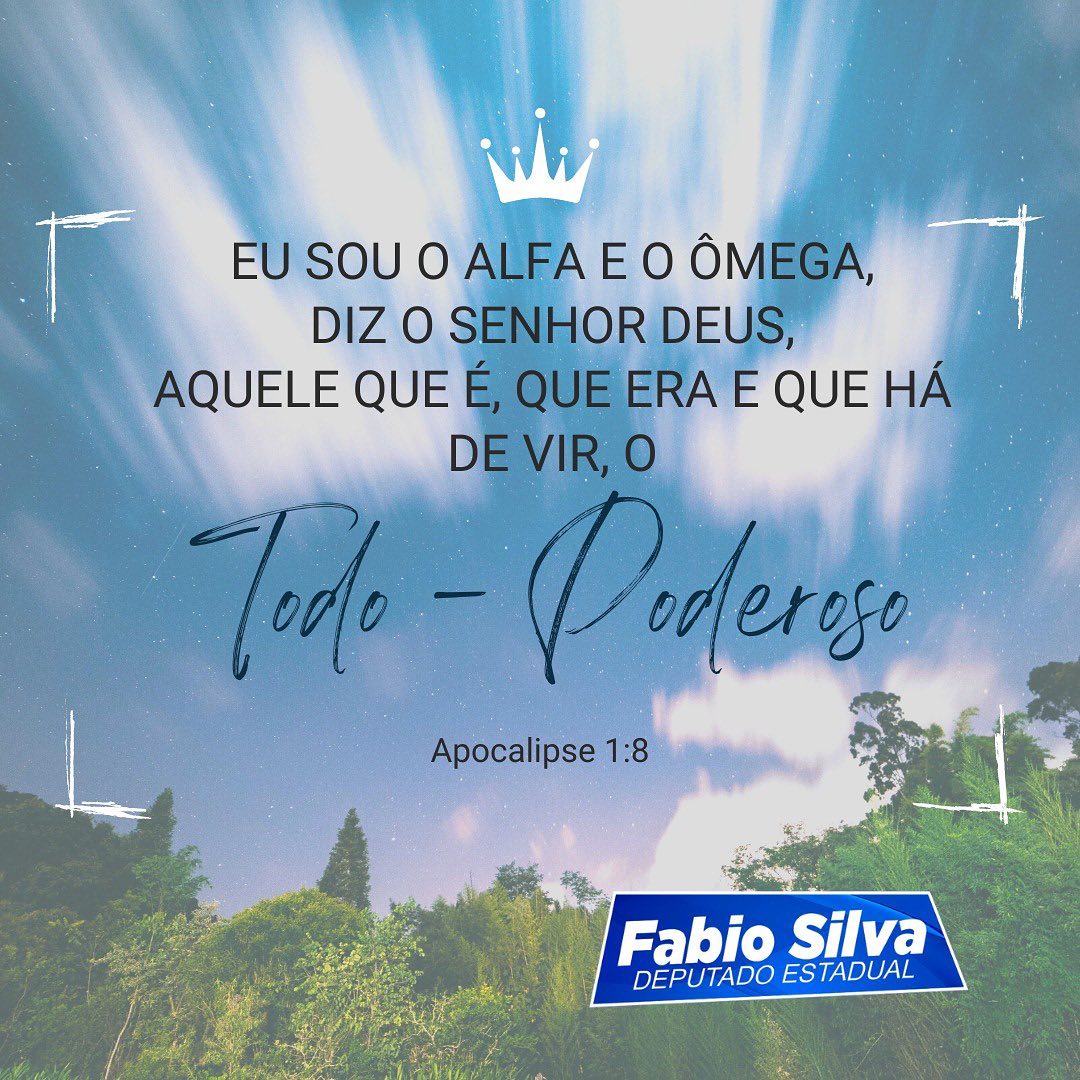 EU SOU O ALFA E O ÔMEGA,
DIZ O SENHOR DEUS,
AQUELE QUE É, QUE ERA E QUE HÁ
DE VIR, O
Todo - Poderoso
Apocalipse 1:8
Fabio Silva
DEPUTADO ESTADUAL